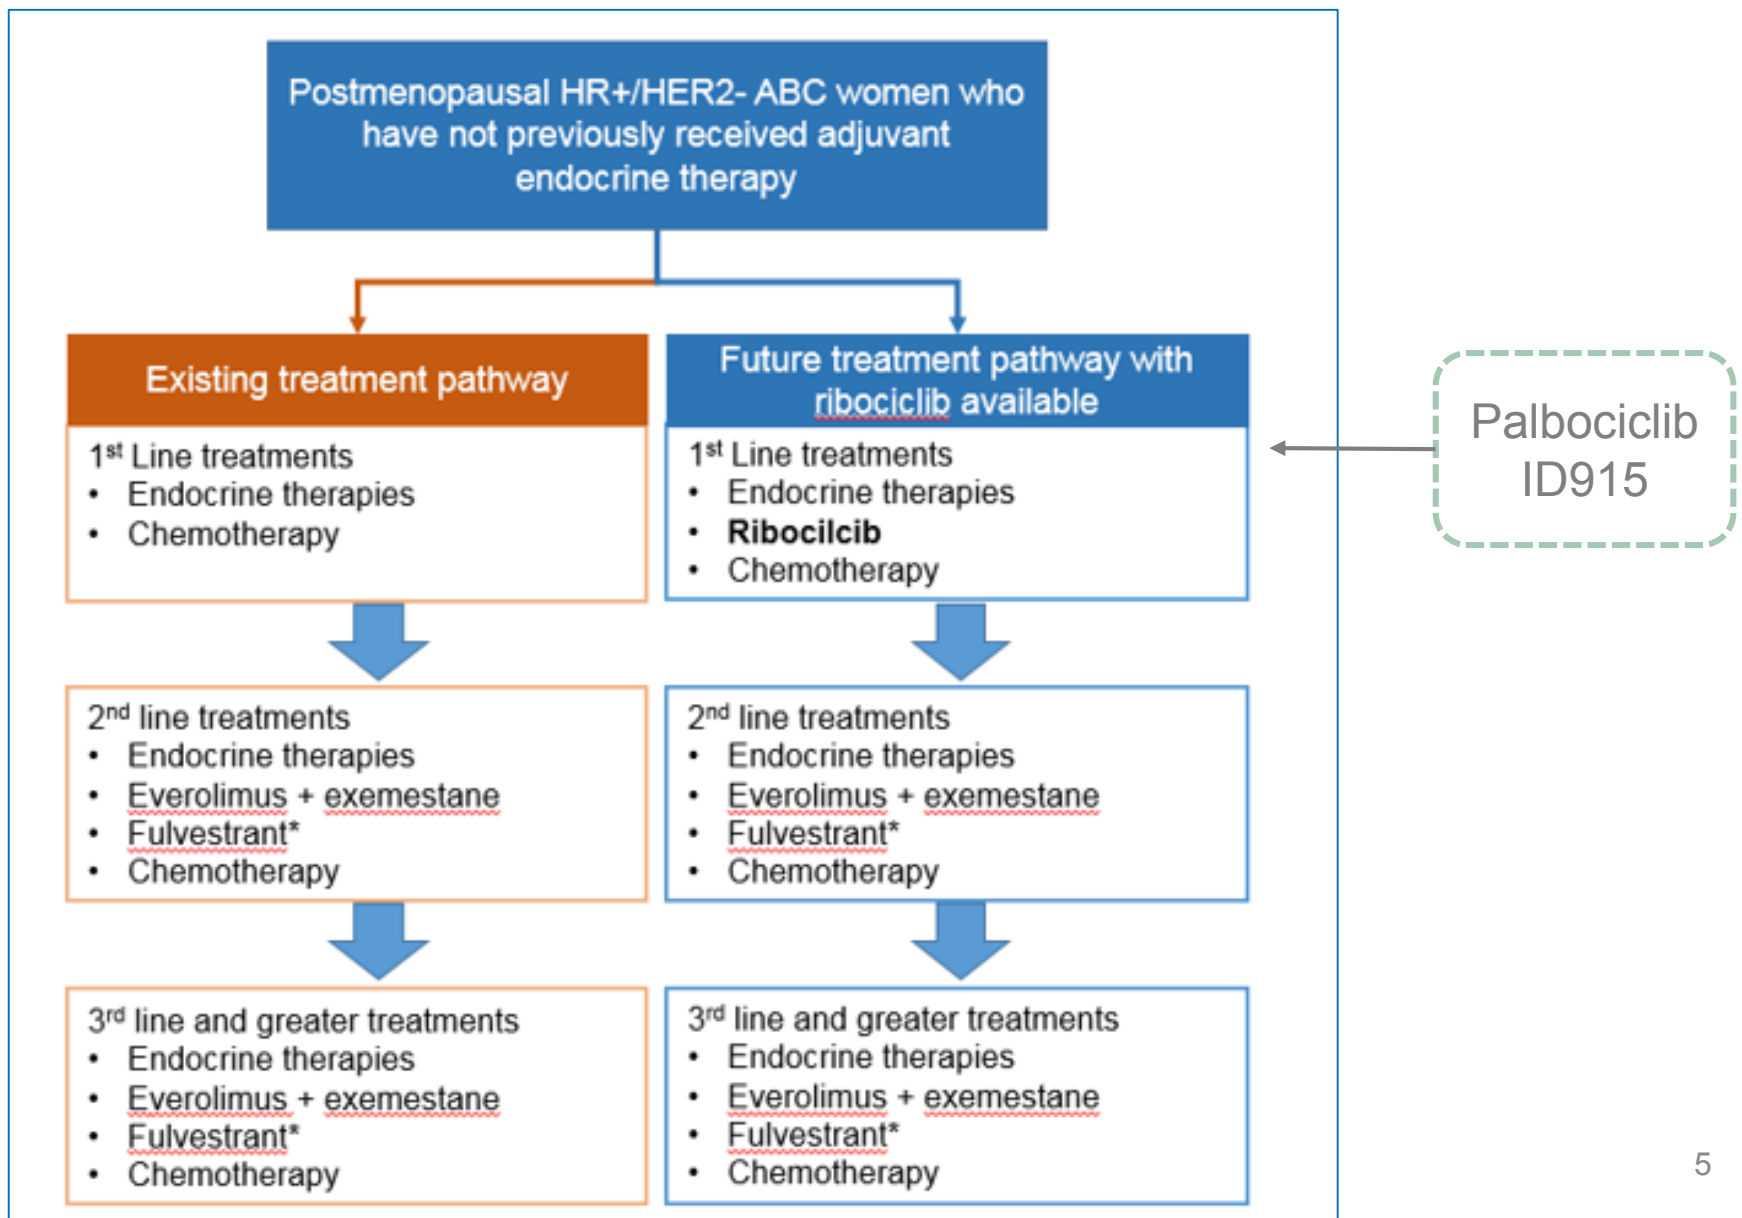 Postmenopausal HR+/HER2- ABC women who
have not previously received adjuvant
endocrine therapy
Existing treatment pathway
1st Line treatments
• Endocrine therapies
• Chemotherapy
2nd line treatments
• Endocrine therapies
• Everolimus + exemestane
• Fulvestrant*
• Chemotherapy
3rd line and greater treatments
• Endocrine therapies
• Everolimus + exemestane
• Fulvestrant*
• Chemotherapy
Future treatment pathway with
ribociclib available
1st Line treatments
• Endocrine therapies
• Ribocilcib
• Chemotherapy
2nd line treatments
• Endocrine therapies
• Everolimus + exemestane
• Fulvestrant*
• Chemotherapy
3rd line and greater treatments
• Endocrine therapies
• Everolimus + exemestane
• Fulvestrant*
• Chemotherapy
Palbociclib
ID915
5